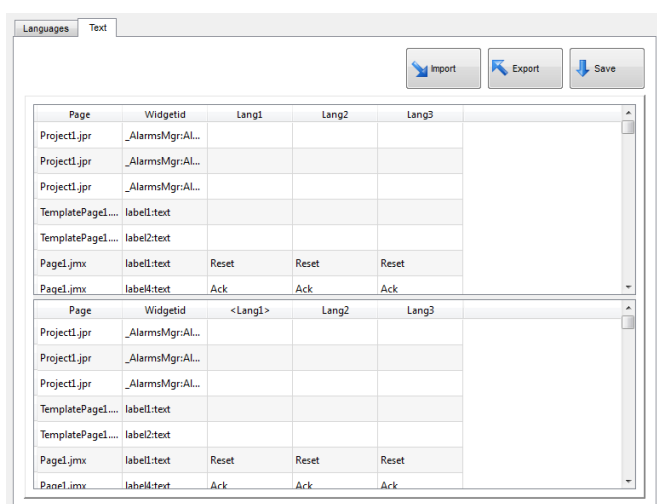 Languages Text
Import Export Save
Page Widgetid Lang1 Lang2 Lang3
Project1.jpr _AlarmsMgr:Al...
Project1.jpr _AlarmsMgr:Al...
Project1.jpr _AlarmsMgr:Al...
TemplatePage1.... label1:text
TemplatePage1.... label2:text
Page1.jmx label1:text Reset Reset Reset
Page1.jmx label4:text Ack Ack Ack
Page Widgetid <Lang1> Lang2 Lang3
Project1.jpr _AlarmsMgr:Al...
Project1.jpr _AlarmsMgr:Al...
Project1.jpr _AlarmsMgr:Al...
TemplatePage1.... label1:text
TemplatePage1.... label2:text
Page1.jmx label1:text Reset Reset Reset
Page1.jmx label4:text Ack Ack Ack